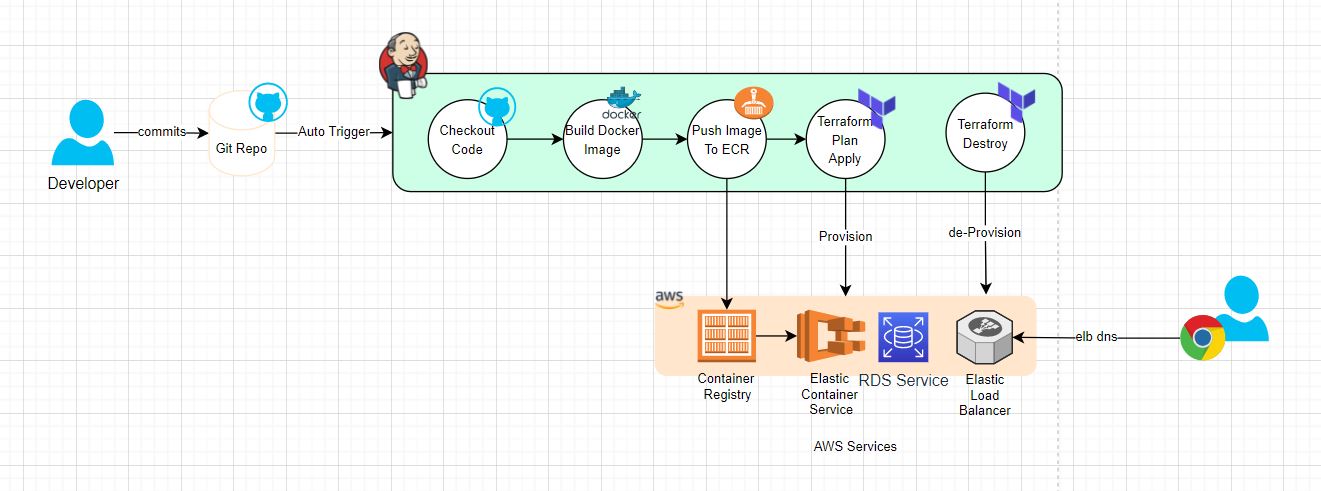 commits
Git Repo
Developer
Auto Trigger
Checkout
Code
docker
Build Docker
Image
Push Image
To ECR
Terraform
Plan
Apply
Terraform
Destroy
Provision
de-Provision
aws
elb dns
Container
Registry
Elastic
Container
Service
RDS Service
Elastic
Load
Balancer
AWS Services